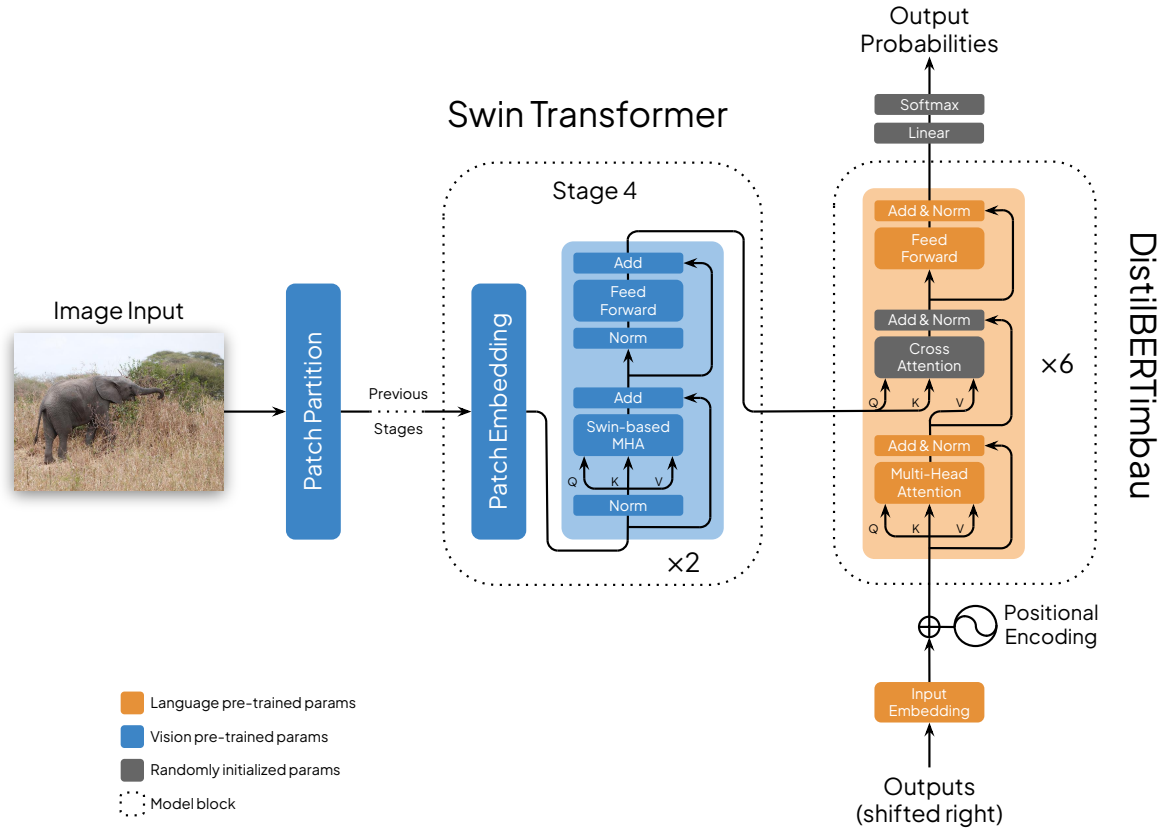 Output
Probabilities
Softmax
Linear
Swin Transformer
Stage 4
Add
Feed
Forward
Norm
Add
Swin-based
MHA
Q
K
V
Norm
×2
Image Input
Patch Partition
Previous
Stages
Patch Embedding
Add & Norm
Feed
Forward
Add & Norm
Cross
Attention
Q
K
V
Add & Norm
Multi-Head
Attention
Q
K
V
×6
DistilBERTimbau
Positional
Encoding
Input
Embedding
Outputs
(shifted right)
Language pre-trained params
Vision pre-trained params
Randomly initialized params
Model block